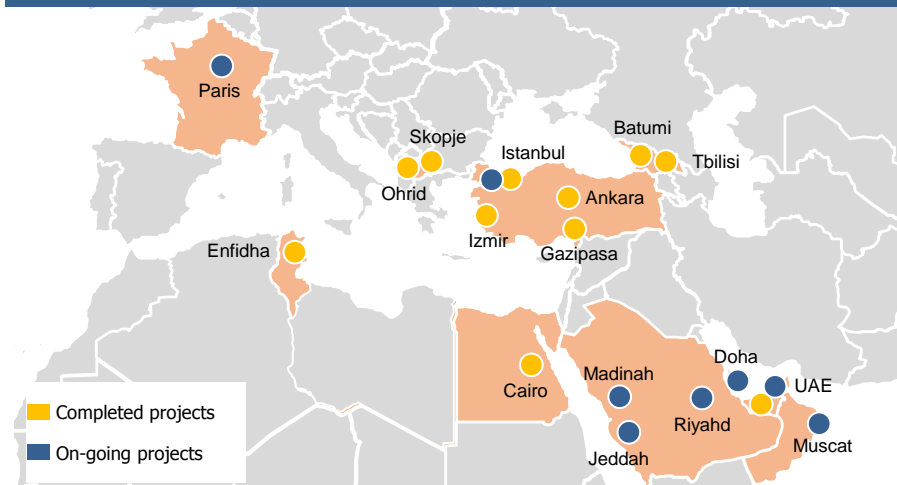 Paris
Skopje
Batumi
Istanbul
Tbilisi
Ohrid
Ankara
Izmir
Enfidha
Gazipasa
Doha
Madinah
UAE
Cairo
Completed projects
Riyahd
Muscat
On-going projects
Jeddah